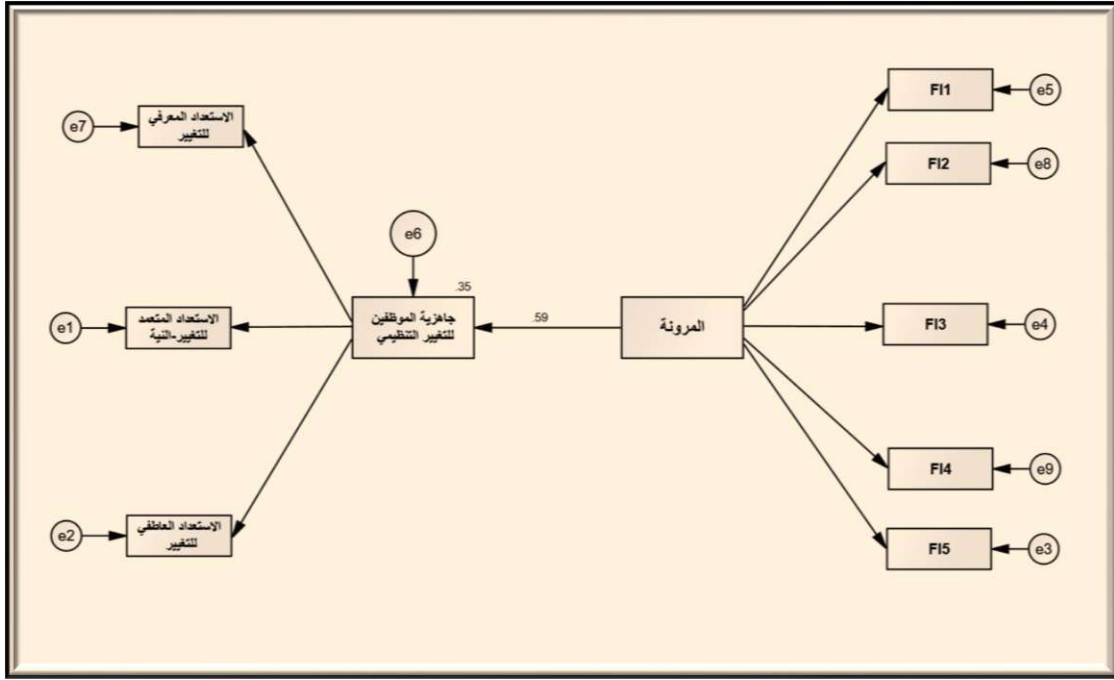 FI1
e5
الاستعداد المعرفي
للتغيير
e7
FI2
e8
e6
.35
جاهزية الموظفين
للتغيير التنظيمي
.59
المرونة
الاستعداد المتعمد
للتغيير-النية
e1
FI3
e4
FI4
e9
الاستعداد العاطفي
للتغيير
e2
FI5
e3